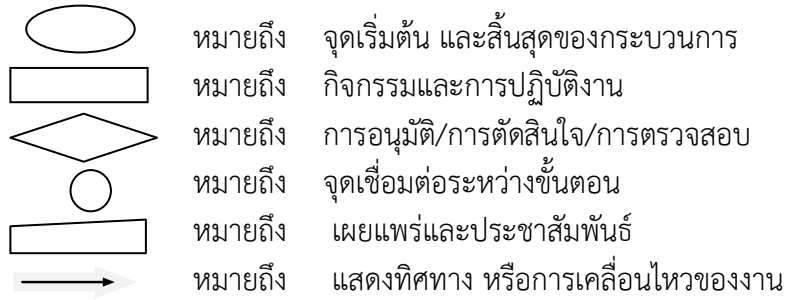 หมายถึง จุดเริ่มต้น และสิ้นสุดของกระบวนการ
หมายถึง กิจกรรมและการปฏิบัติงาน
หมายถึง การอนุมัติ/การตัดสินใจ/การตรวจสอบ
หมายถึง จุดเชื่อมต่อระหว่างขั้นตอน
หมายถึง เผยแพร่และประชาสัมพันธ์
หมายถึง แสดงทิศทาง หรือการเคลื่อนไหวของงาน